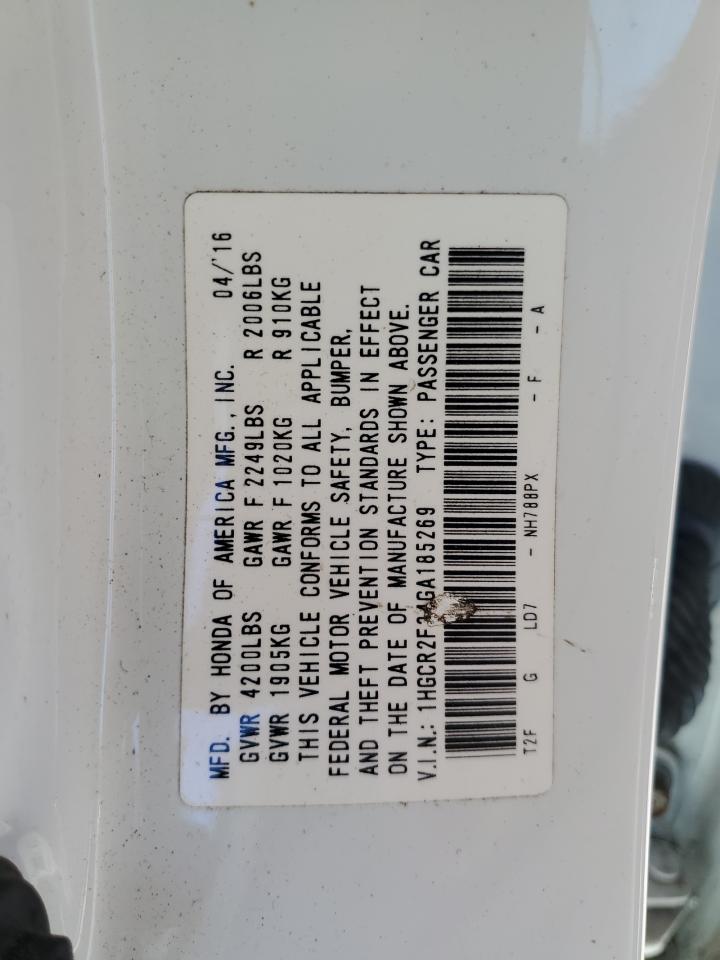 MFD. BY HONDA OF AMERICA MFG., INC. 04/'16
GVWR 4200LBS GAWR F 2249LBS R 2006LBS
GVWR 1905KG GAWR F 1020KG R 910KG
THIS VEHICLE CONFORMS TO ALL APPLICABLE
FEDERAL MOTOR VEHICLE SAFETY, BUMPER,
AND THEFT PREVENTION STANDARDS IN EFFECT
ON THE DATE OF MANUFACTURE SHOWN ABOVE.
V.I.N.: 1HGCR2F34GA185269 TYPE: PASSENGER CAR
T2F G LD7 - NH788PX - F - A